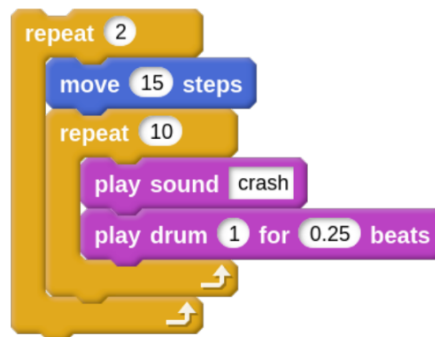 repeat 2
move 15 steps
repeat 10
play sound crash
play drum 1 for 0.25 beats